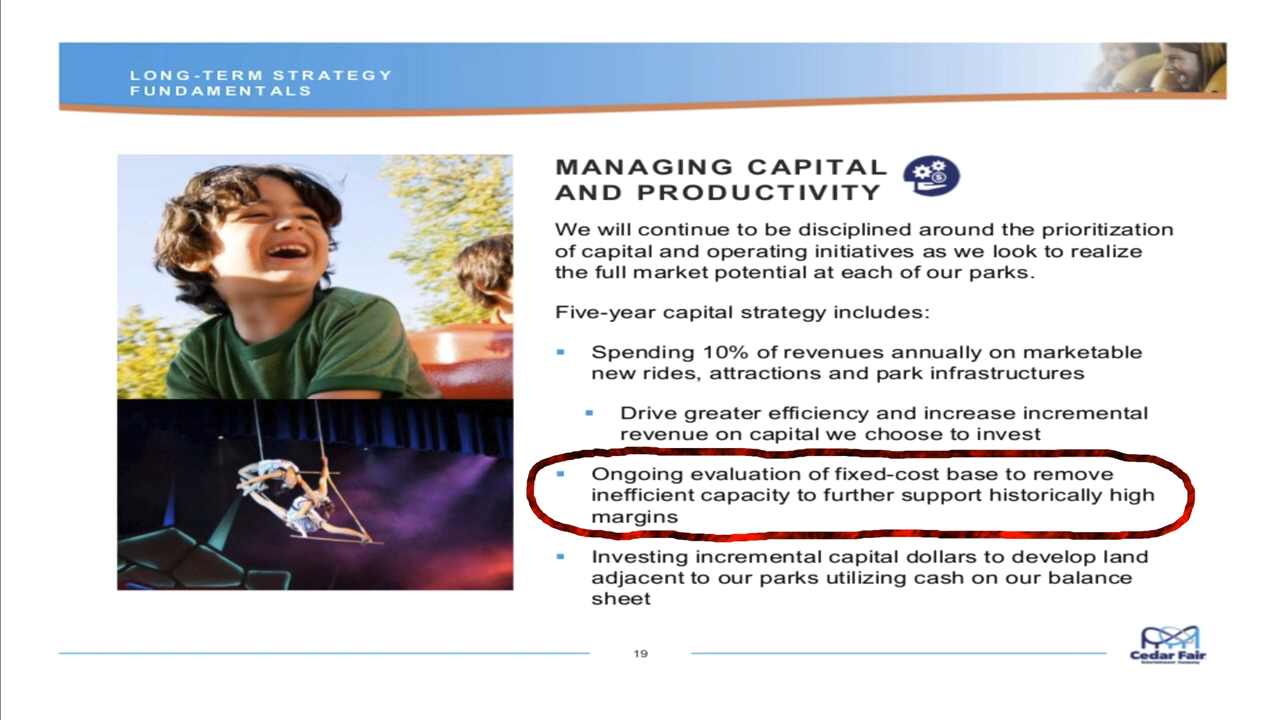 LONG-TERM STRATEGY
FUNDAMENTALS
MANAGING CAPITAL
AND PRODUCTIVITY
We will continue to be disciplined around the prioritization
of capital and operating initiatives as we look to realize
the full market potential at each of our parks.
Five-year capital strategy includes:
Spending 10% of revenues annually on marketable
new rides, attractions and park infrastructures
Drive greater efficiency and increase incremental
revenue on capital we choose to invest
Ongoing evaluation of fixed-cost base to remove
inefficient capacity to further support historically high
margins
Investing incremental capital dollars to develop land
adjacent to our parks utilizing cash on our balance
sheet
19
Cedar Fair
Entertainment Company